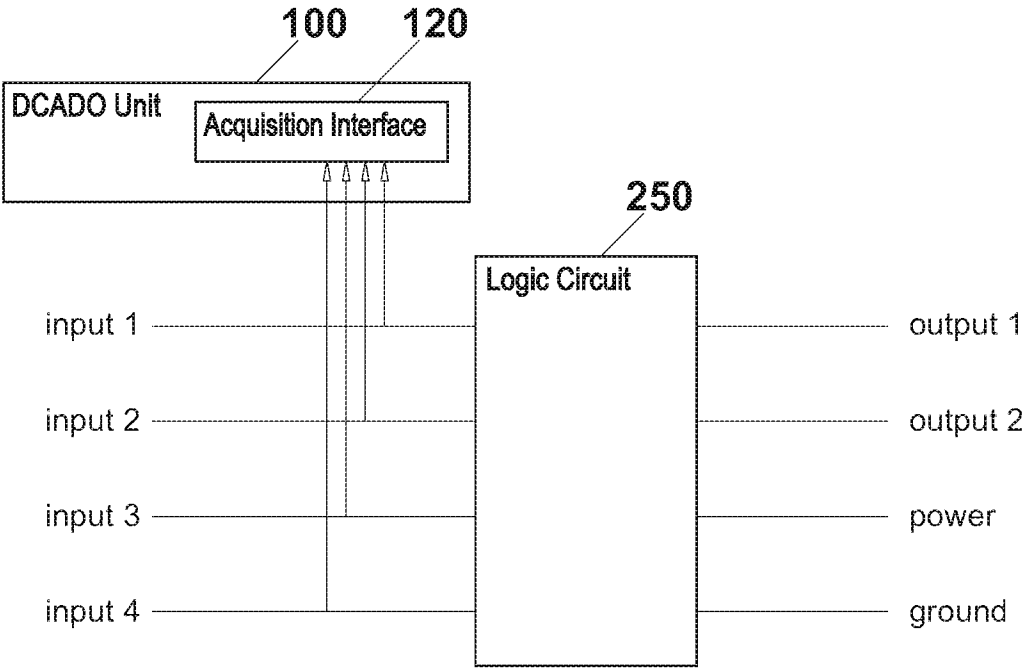 100 120
DCADO Unit
Acquisition Interface
250
Logic Circuit
input 1
output 1
input 2
output 2
input 3
power
input 4
ground